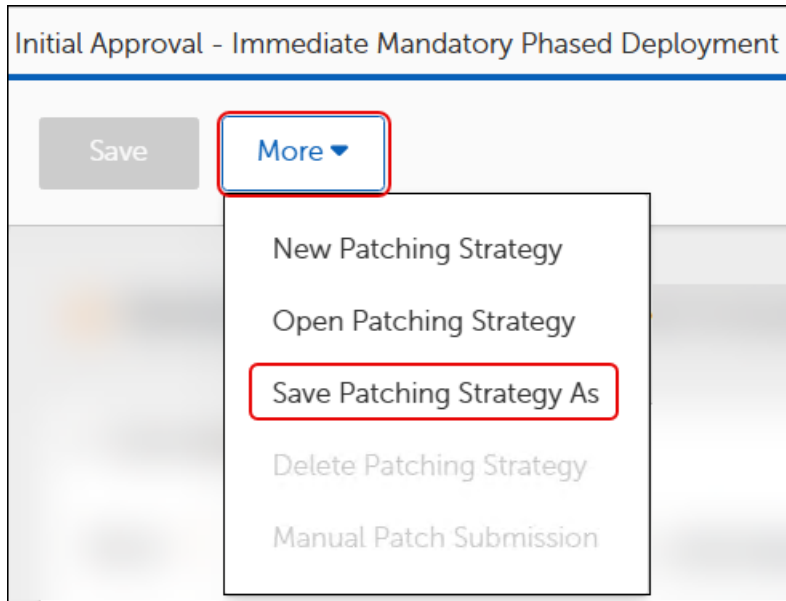 Initial Approval - Immediate Mandatory Phased Deployment
Save
More
New Patching Strategy
Open Patching Strategy
Save Patching Strategy As
Delete Patching Strategy
Manual Patch Submission